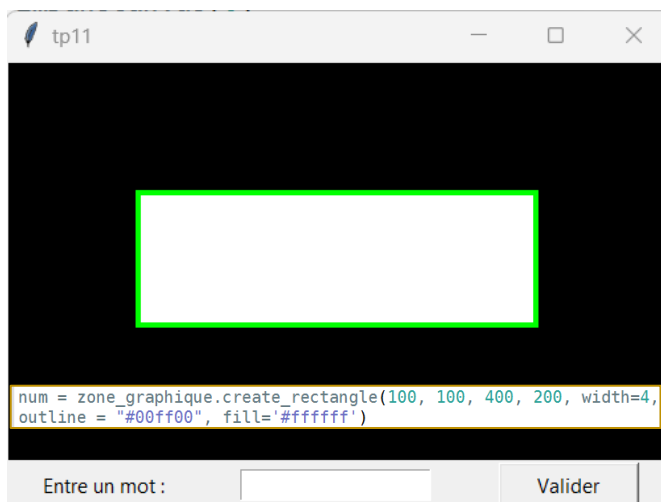 tp11
num = zone_graphique.create_rectangle(100, 100, 400, 200, width=4,
outline = "#00ff00", fill='#ffffff')
Entre un mot :
Valider